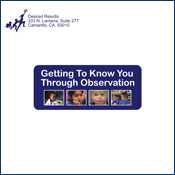 Desired Results
333 N. Lantana, Suite 277
Camarillo, CA. 93010
Getting To Know You
Through Observation